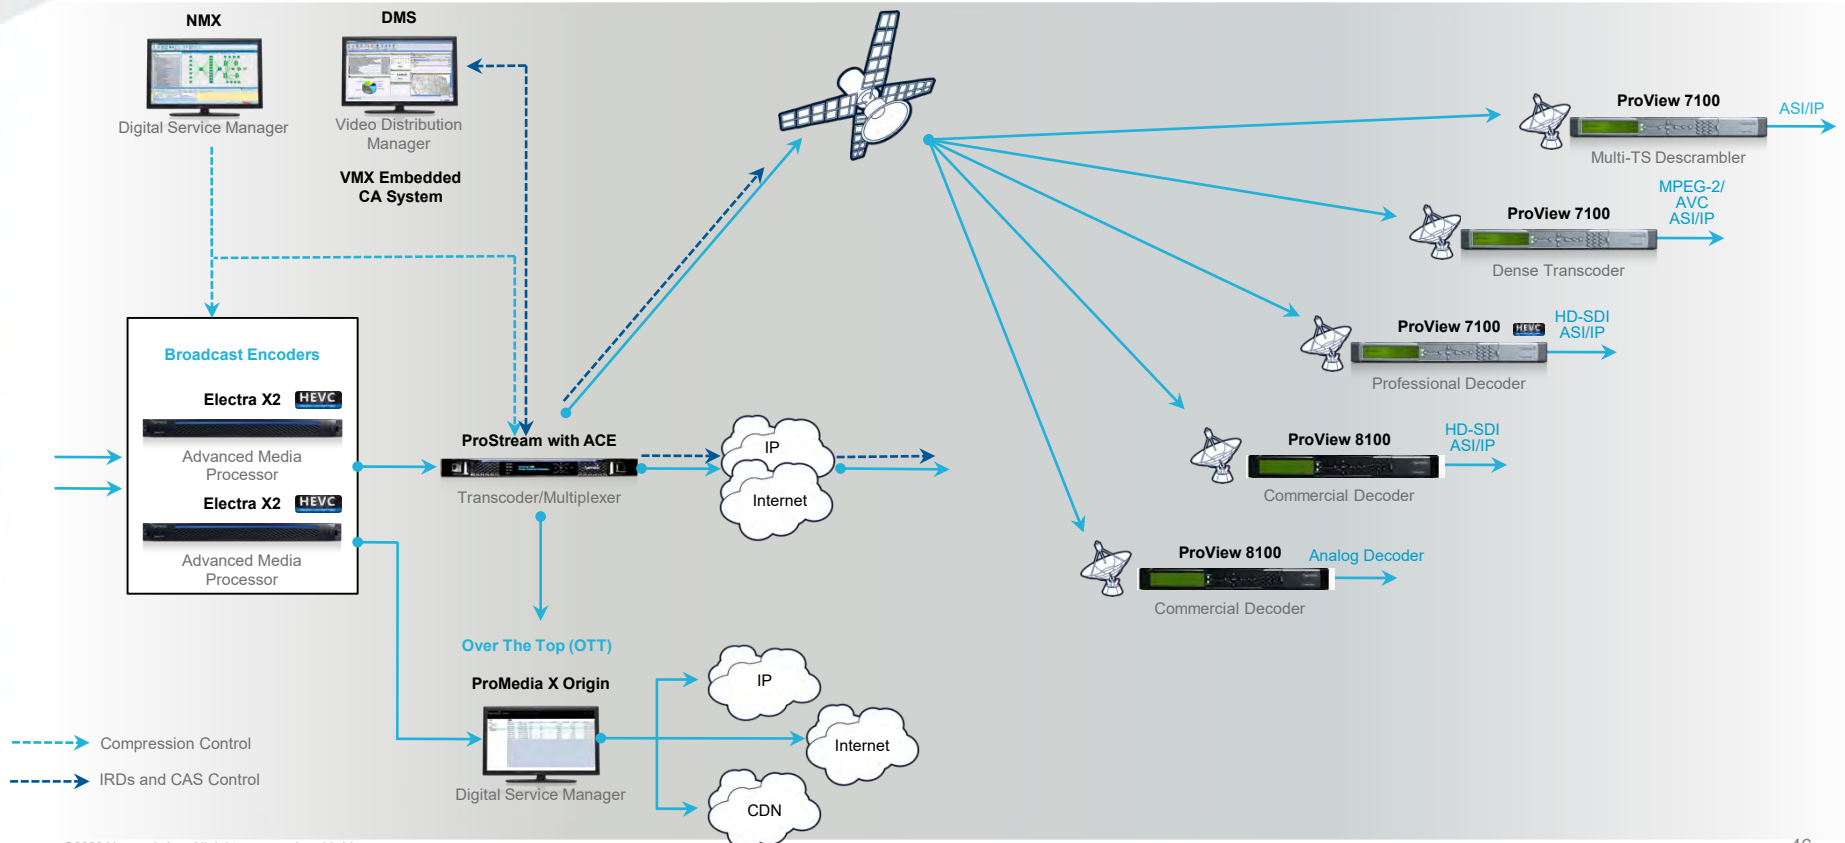 NMX
DMS
Digital Service Manager
Video Distribution
Manager
VMX Embedded
CA System
ProView 7100
ASI/IP
Multi-TS Descrambler
MPEG-2/
AVC
ASI/IP
ProView 7100
Dense Transcoder
HD-SDI
ASI/IP
ProView 7100
HEVC
Professional Decoder
Broadcast Encoders
Electra X2
HEVC
Advanced Media
Processor
Electra X2
HEVC
Advanced Media
Processor
ProStream with ACE
Transcoder/Multiplexer
IP
Internet
HD-SDI
ASI/IP
ProView 8100
Commercial Decoder
ProView 8100
Analog Decoder
Commercial Decoder
Over The Top (OTT)
ProMedia X Origin
Digital Service Manager
IP
Internet
CDN
Compression Control
IRDs and CAS Control